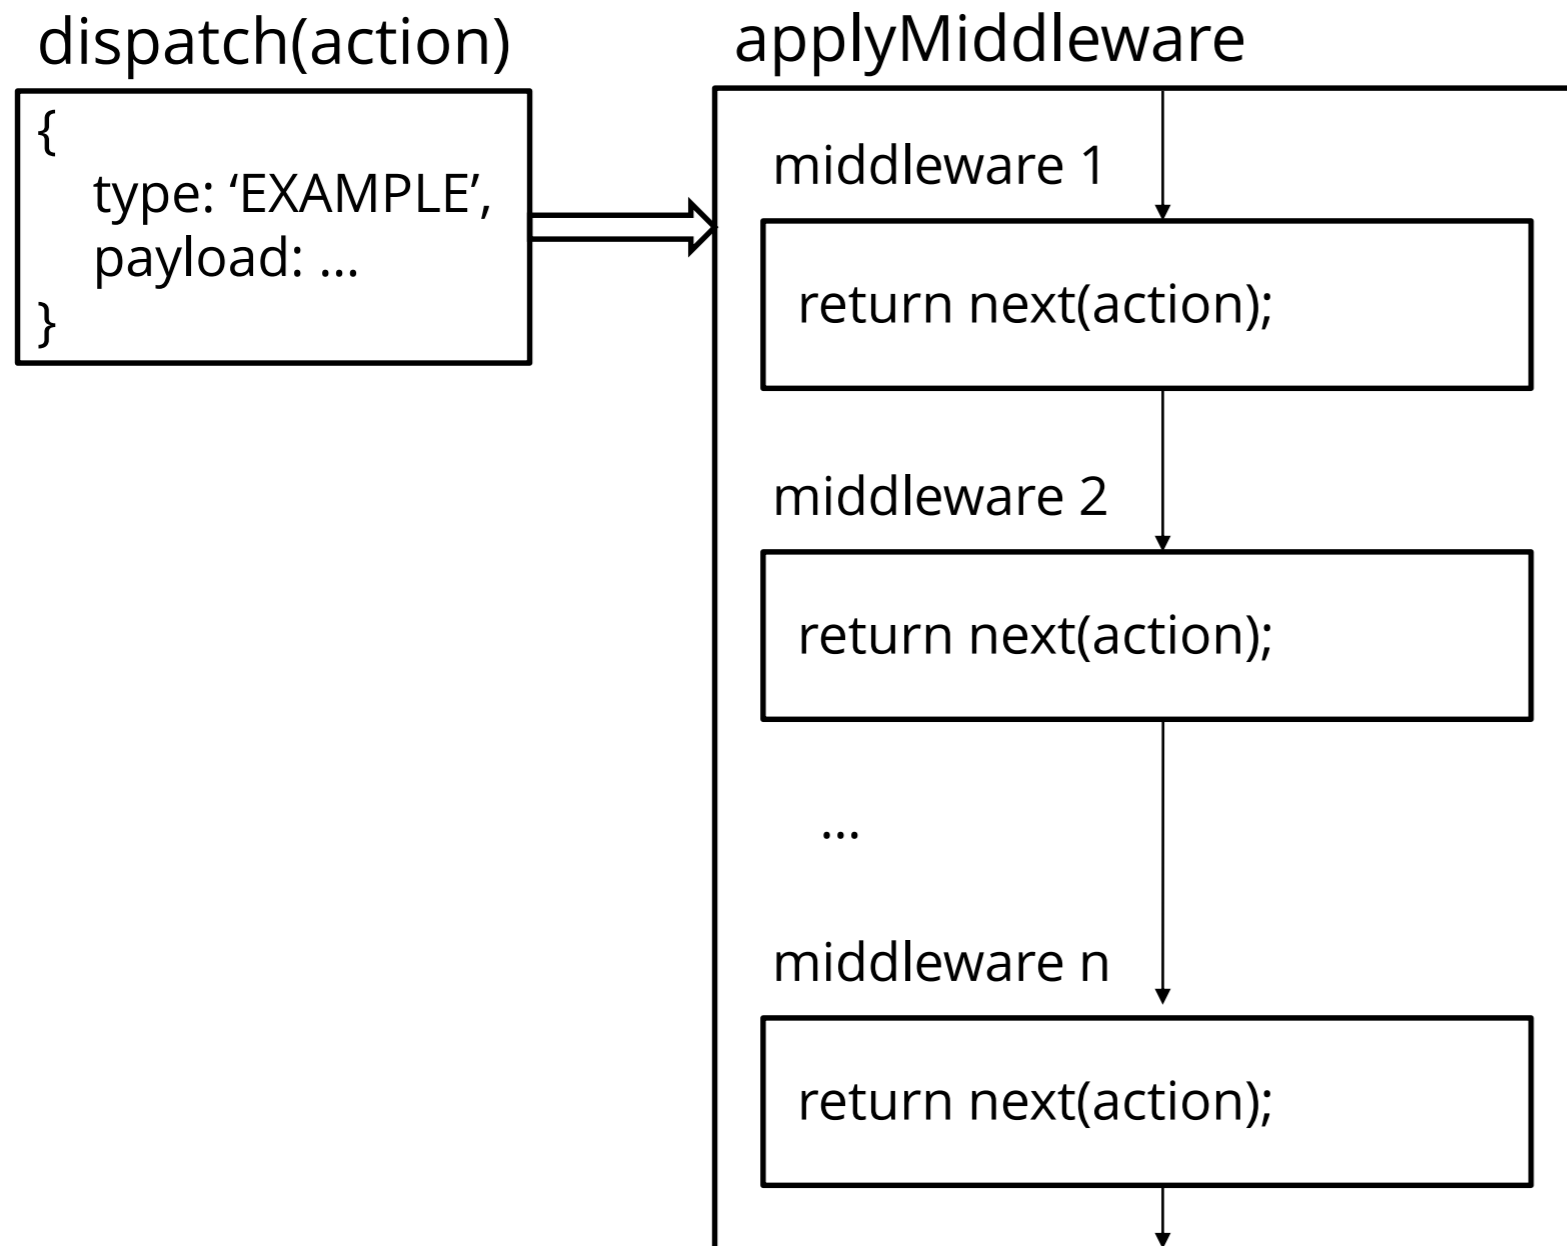 dispatch(action)
{
type: ‘EXAMPLE’,
payload: ...
}
applyMiddleware
middleware 1
return next(action);
middleware 2
return next(action);
...
middleware n
return next(action);